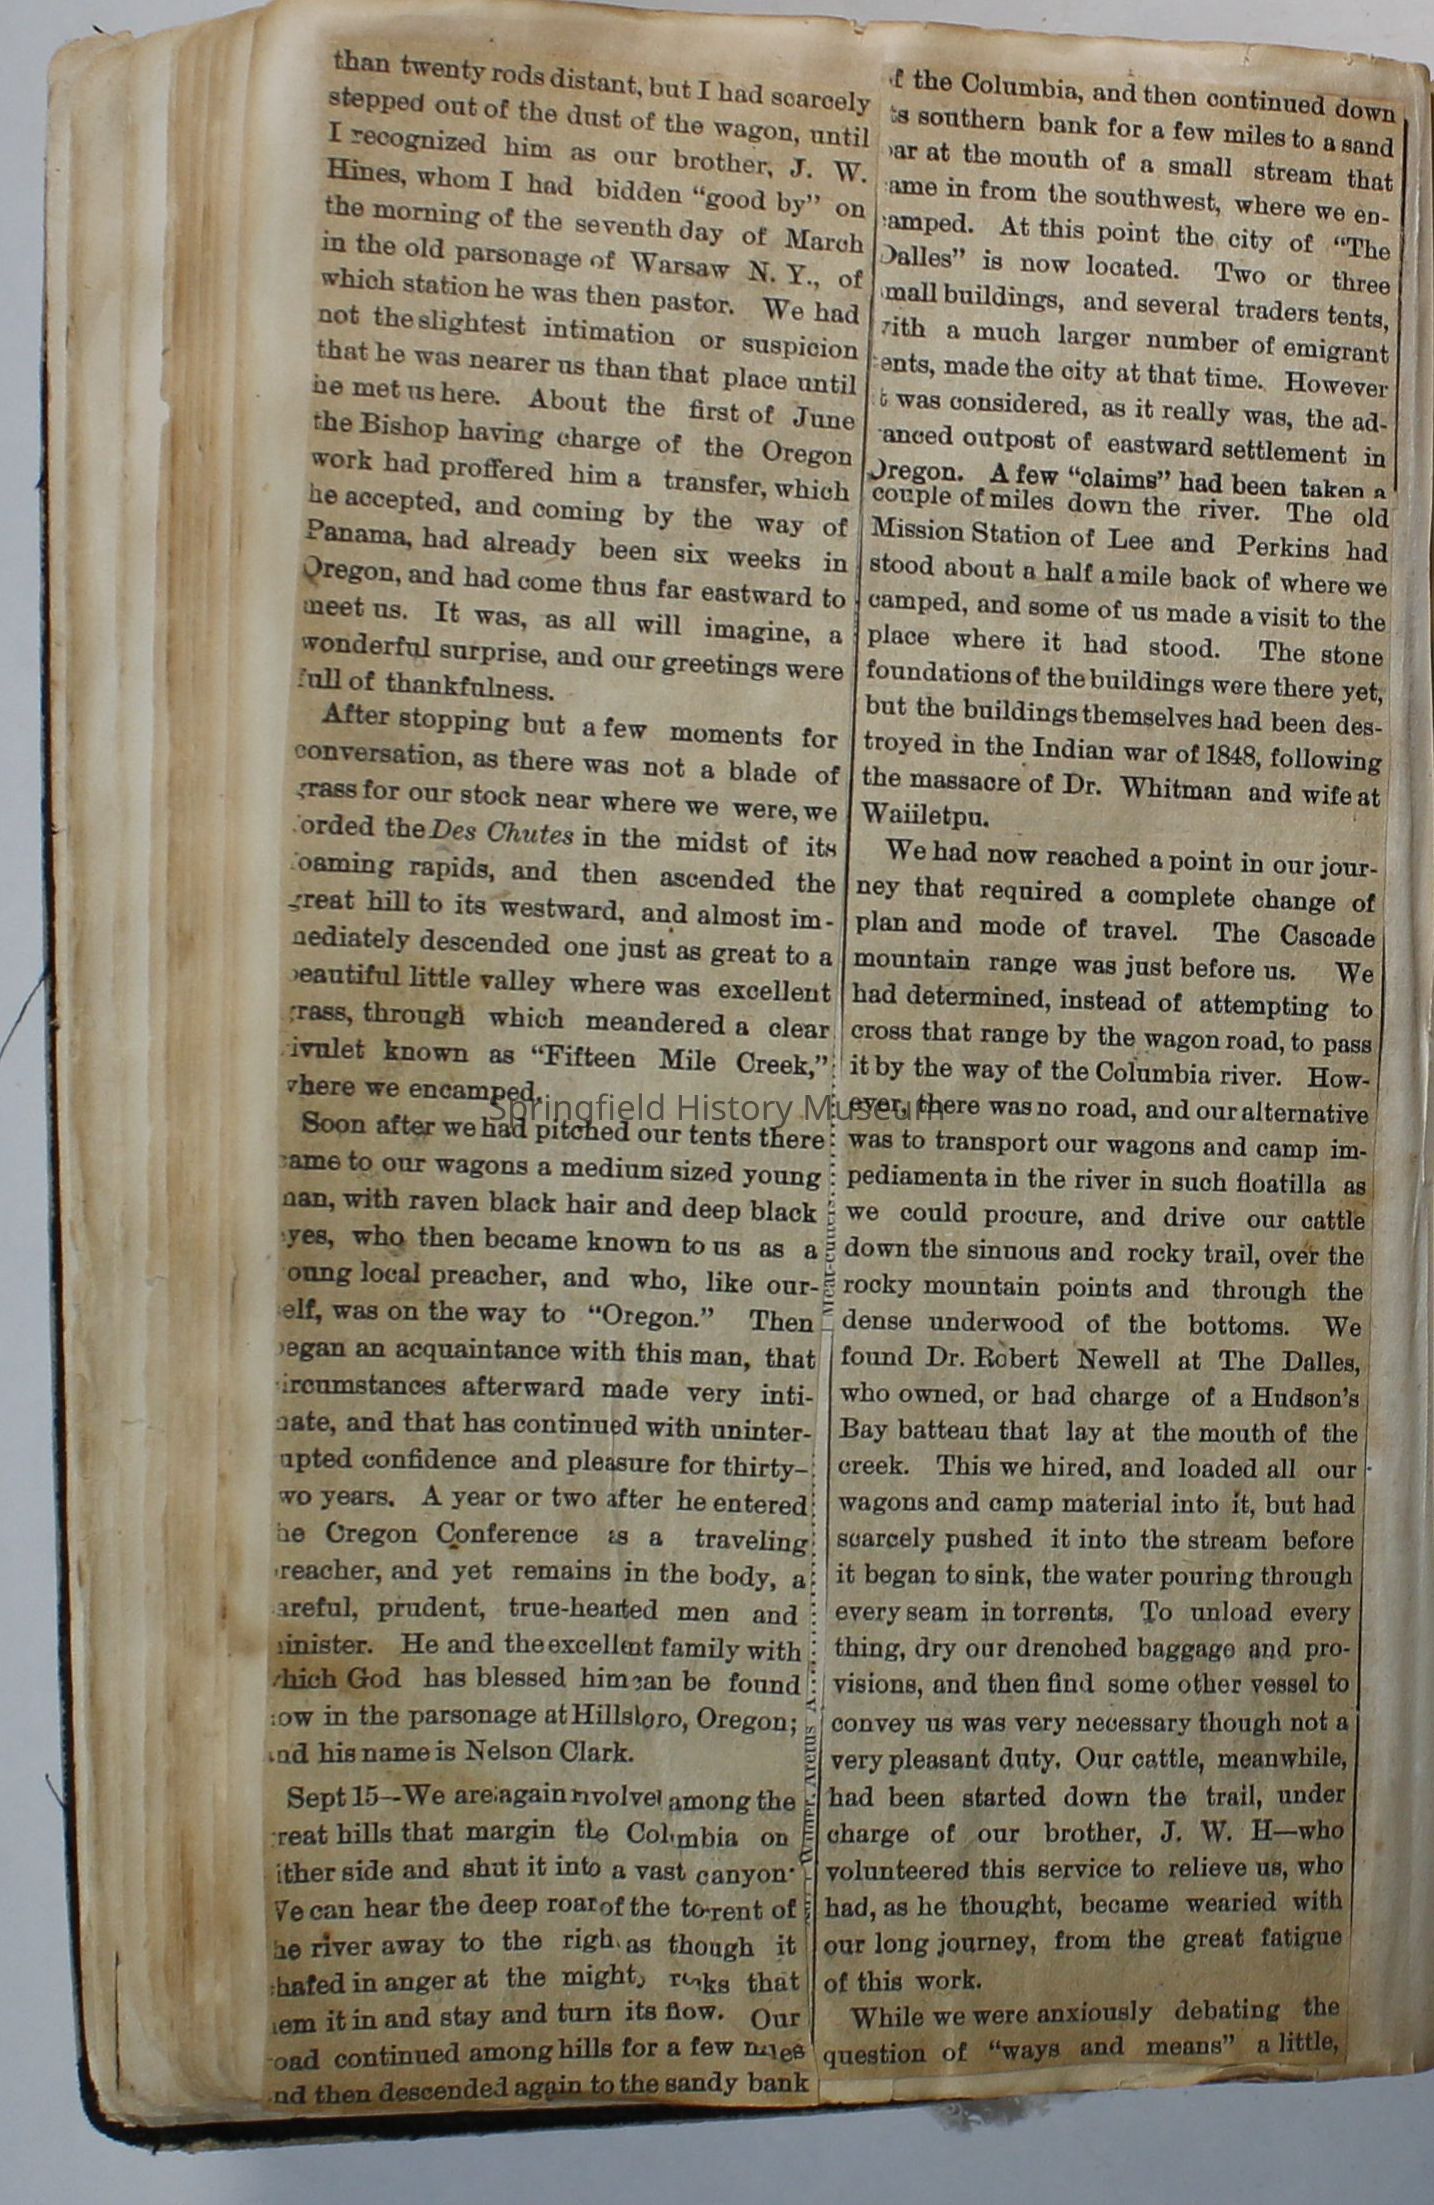 than twenty rods distant, but I had scarcely
stepped out of the dust of the wagon, until
I recognized him as our brother, J. W.
Hines, whom I had bidden "good by" on
the morning of the seventh day of March
in the old parsonage of Warsaw N. Y., of
which station he was then pastor. We had
not the slightest intimation or suspicion
that he was nearer us than that place until
he met us here. About the first of June
the Bishop having charge of the Oregon
work had proffered him a transfer, which
he accepted, and coming by the way of
Panama, had already been six weeks in
Oregon, and had come thus far eastward to
meet us. It was, as all will imagine, a
wonderful surprise, and our greetings were
full of thankfulness.
After stopping but a few moments for
conversation, as there was not a blade of
grass for our stock near where we were, we
orded the Des Chutes in the midst of its
oaming rapids, and then ascended the
great hill to its westward, and almost im-
nediately descended one just as great to a
eautiful little valley where was excellent
rass, through which meandered a clear
ivulet known as "Fifteen Mile Creek,"
where we encamped.
Soon after we had pitched our tents there
ame to our wagons a medium sized young
nan, with raven black hair and deep black
yes, who then became known to us as a
oung local preacher, and who, like our-
elf, was on the way to "Oregon." Then
egan an acquaintance with this man, that
ircumstances afterward made very inti-
nate, and that has continued with uninter-
upted confidence and pleasure for thirty-
wo years. A year or two after he entered
he Oregon Conference as a traveling
reacher, and yet remains in the body, a
areful, prudent, true-hearted men and
inister. He and the excellent family with
which God has blessed him can be found
ow in the parsonage at Hillsboro, Oregon;
nd his name is Nelson Clark.
Sept 15--We are again nvolved among the
reat hills that margin the Columbia on
ither side and shut it into a vast canyon
We can hear the deep roar of the torrent of
he river away to the righ as though it
hafed in anger at the mighty rocks that
em it in and stay and turn its flow. Our
oad continued among hills for a few miles
nd then descended again to the sandy bank
f the Columbia, and then continued down
ts southern bank for a few miles to a sand
ar at the mouth of a small stream that
ame in from the southwest, where we en-
amped. At this point the city of "The
Dalles" is now located. Two or three
mall buildings, and several traders tents,
with a much larger number of emigrant
ents, made the city at that time. However
t was considered, as it really was, the ad-
anced outpost of eastward settlement in
Oregon. A few "claims" had been taken a
couple of miles down the river. The old
Mission Station of Lee and Perkins had
stood about a half a mile back of where we
camped, and some of us made a visit to the
place where it had stood. The stone
foundations of the buildings were there yet,
but the buildings themselves had been des-
troyed in the Indian war of 1848, following
the massacre of Dr. Whitman and wife at
Waiiletpu.
We had now reached a point in our jour-
ney that required a complete change of
plan and mode of travel. The Cascade
mountain range was just before us. We
had determined, instead of attempting to
cross that range by the wagon road, to pass
it by the way of the Columbia river. How-
ever, there was no road, and our alternative
was to transport our wagons and camp im-
pediamenta in the river in such floatilla as
we could procure, and drive our cattle
down the sinuous and rocky trail, over the
rocky mountain points and through the
dense underwood of the bottoms. We
found Dr. Robert Newell at The Dalles,
who owned, or had charge of a Hudson's
Bay batteau that lay at the mouth of the
creek. This we hired, and loaded all our
wagons and camp material into it, but had
scarcely pushed it into the stream before
it began to sink, the water pouring through
every seam in torrents. To unload every
thing, dry our drenched baggage and pro-
visions, and then find some other vessel to
convey us was very necessary though not a
very pleasant duty. Our cattle, meanwhile,
had been started down the trail, under
charge of our brother, J. W. H—who
volunteered this service to relieve us, who
had, as he thought, became wearied with
our long journey, from the great fatigue
of this work.
While we were anxiously debating the
question of "ways and means" a little,
Springfield History Museum